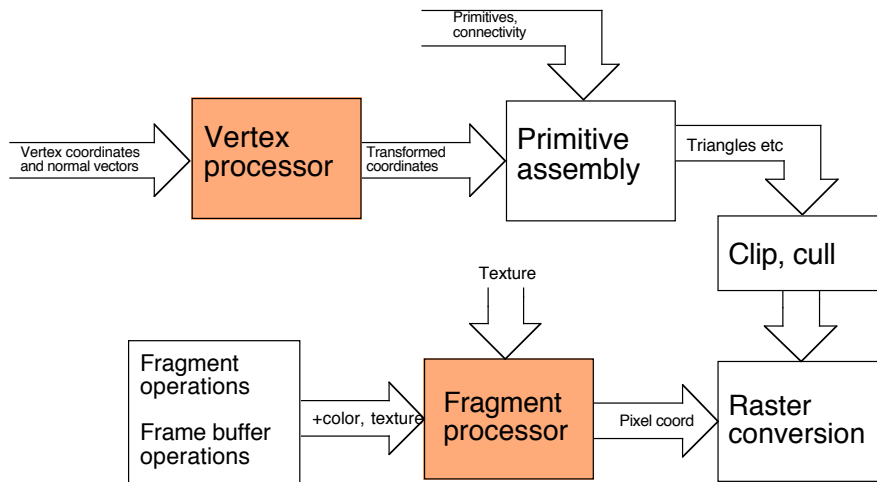 Primitives,
connectivity
Vertex coordinates
and normal vectors
Vertex
processor
Transformed
coordinates
Primitive
assembly
Triangles etc
Clip, cull
Texture
Fragment
operations
Frame buffer
operations
+color, texture
Fragment
processor
Pixel coord
Raster
conversion